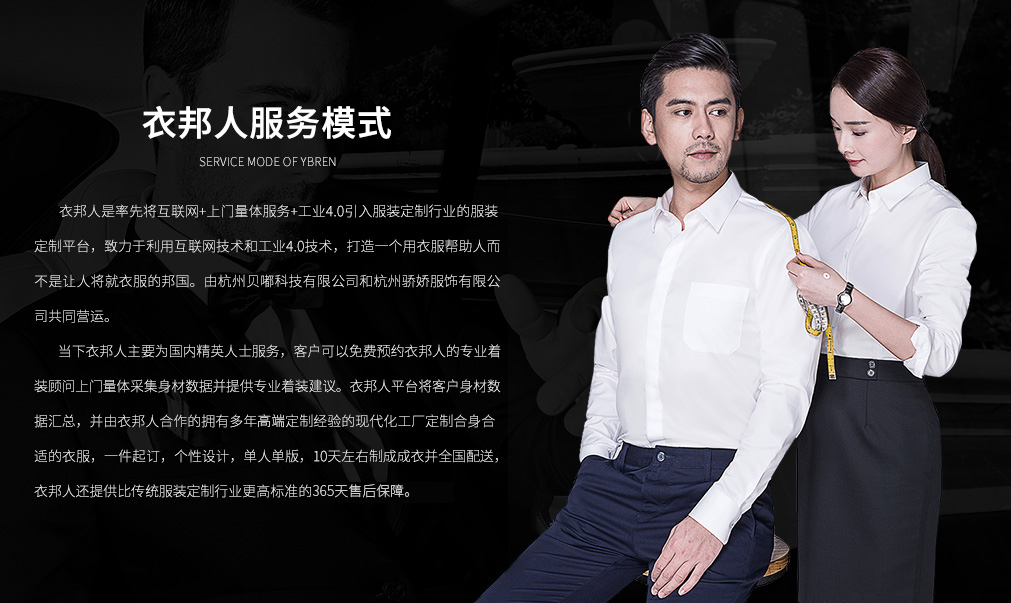 衣邦人服务模式
SERVICE MODE OF YBREN
衣邦人是率先将互联网+上门量体服务+工业4.0引入服装定制行业的服装
定制平台，致力于利用互联网技术和工业4.0技术，打造一个用衣服帮助人而
不是让人将就衣服的邦国。由杭州贝嘟科技有限公司和杭州骄娇服饰有限公
司共同营运。
当下衣邦人主要为国内精英人士服务，客户可以免费预约衣邦人的专业着
装顾问上门量体采集身材数据并提供专业着装建议。衣邦人平台将客户身材数
据汇总，并由衣邦人合作的拥有多年高端定制经验的现代化工厂定制合身合
适的衣服，一件起订，个性设计，单人单版，10天左右制成成衣并全国配送，
衣邦人还提供比传统服装定制行业更高标准的365天售后保障。